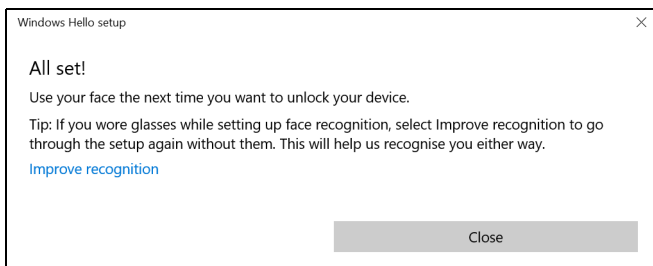 Windows Hello setup
All set!
Use your face the next time you want to unlock your device.
Tip: If you wore glasses while setting up face recognition, select Improve recognition to go
through the setup again without them. This will help us recognise you either way.
Improve recognition
Close